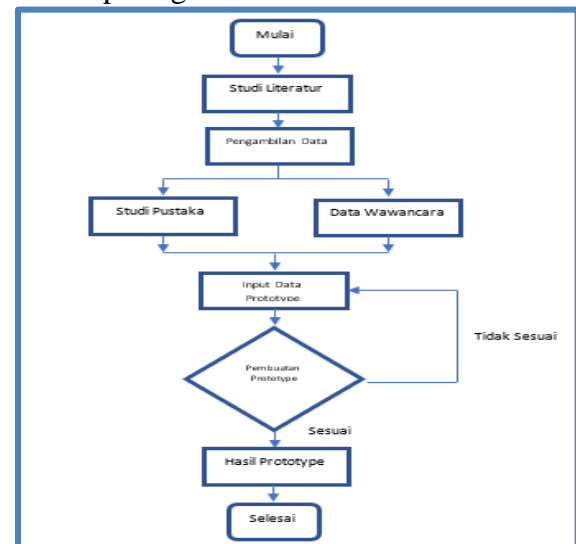 Mulai
Studi Literatur
Pengambilan Data
Studi Pustaka
Data Wawancara
Input Data
Prototype
Tidak Sesuai
Pembuatan
Prototype
Sesuai
Hasil Prototype
Selesai